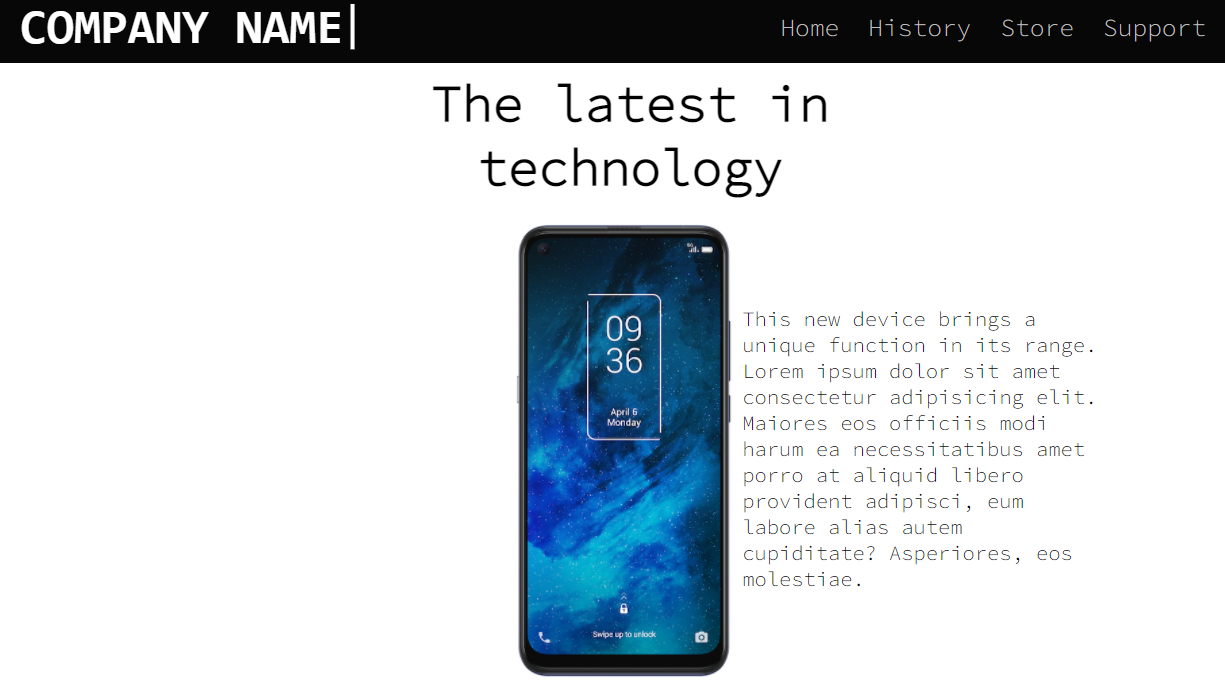 COMPANY NAME|
Home History Store Support
The latest in
technology
09
36
April 6
Monday
Swipe up to unlock
This new device brings a
unique function in its range.
Lorem ipsum dolor sit amet
consectetur adipisicing elit.
Maiores eos officiis modi
harum ea necessitatibus amet
porro at aliquid libero
provident adipisci, eum
labore alias autem
cupiditate? Asperiores, eos
molestiae.